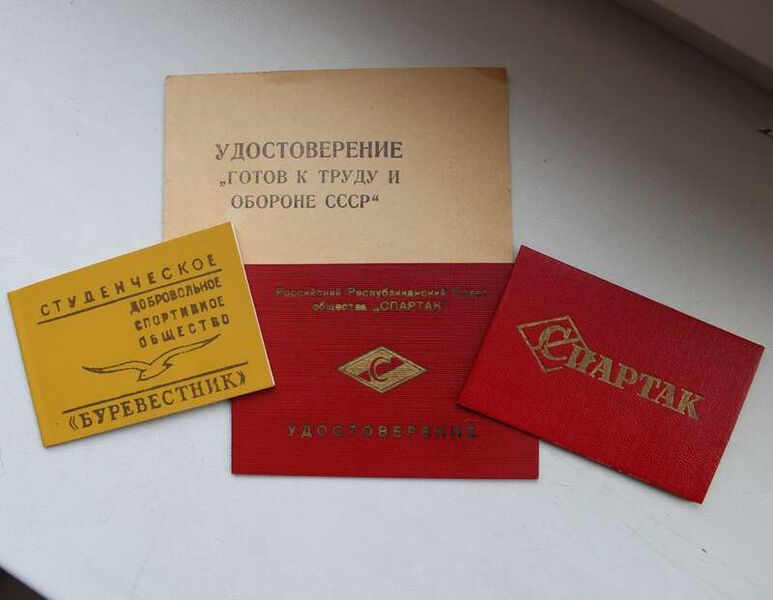 УДОСТОВЕРЕНИЕ
„ГОТОВ К ТРУДУ И
ОБОРОНЕ СССР“
СТУДЕНЧЕСКОЕ
ДОБРОВОЛЬНОЕ
СПОРТИВНОЕ
ОБЩЕСТВО
«БУРЕВЕСТНИК»
Российский Республиканский Совет
общества „СПАРТАК“
С
УДОСТОВЕРЕНИЕ
СПАРТАК